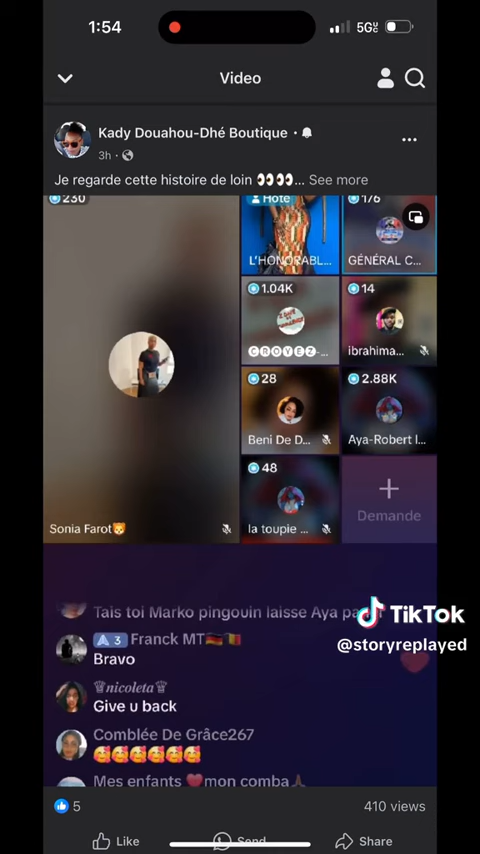 1:54
5G
Video
Kady Douahou-Dhé Boutique •
3h •
Je regarde cette histoire de loin 👀👀... See more
230
Hôte
176
L'HONORABL...
GÉNÉRAL C...
1.04K
14
ⒸⓇⓄⓎⒺⓏ-...
ibrahima...
28
2.88K
Beni De D...
Aya-Robert l...
48
Sonia Farot🐯
la toupie ...
Demande
Tais toi Marko pingouin laisse Aya
TikTok
@storyreplayed
3 Franck MT🇩🇪🇧🇪
Bravo
♕𝓷𝓲𝓬𝓸𝓵𝓮𝓽𝓪♕
Give u back
Comblée De Grâce267
🥰🥰🥰🥰🥰🥰
Mes enfants ❤️mon comba🙏🏾
5
410 views
Like
Send
Share